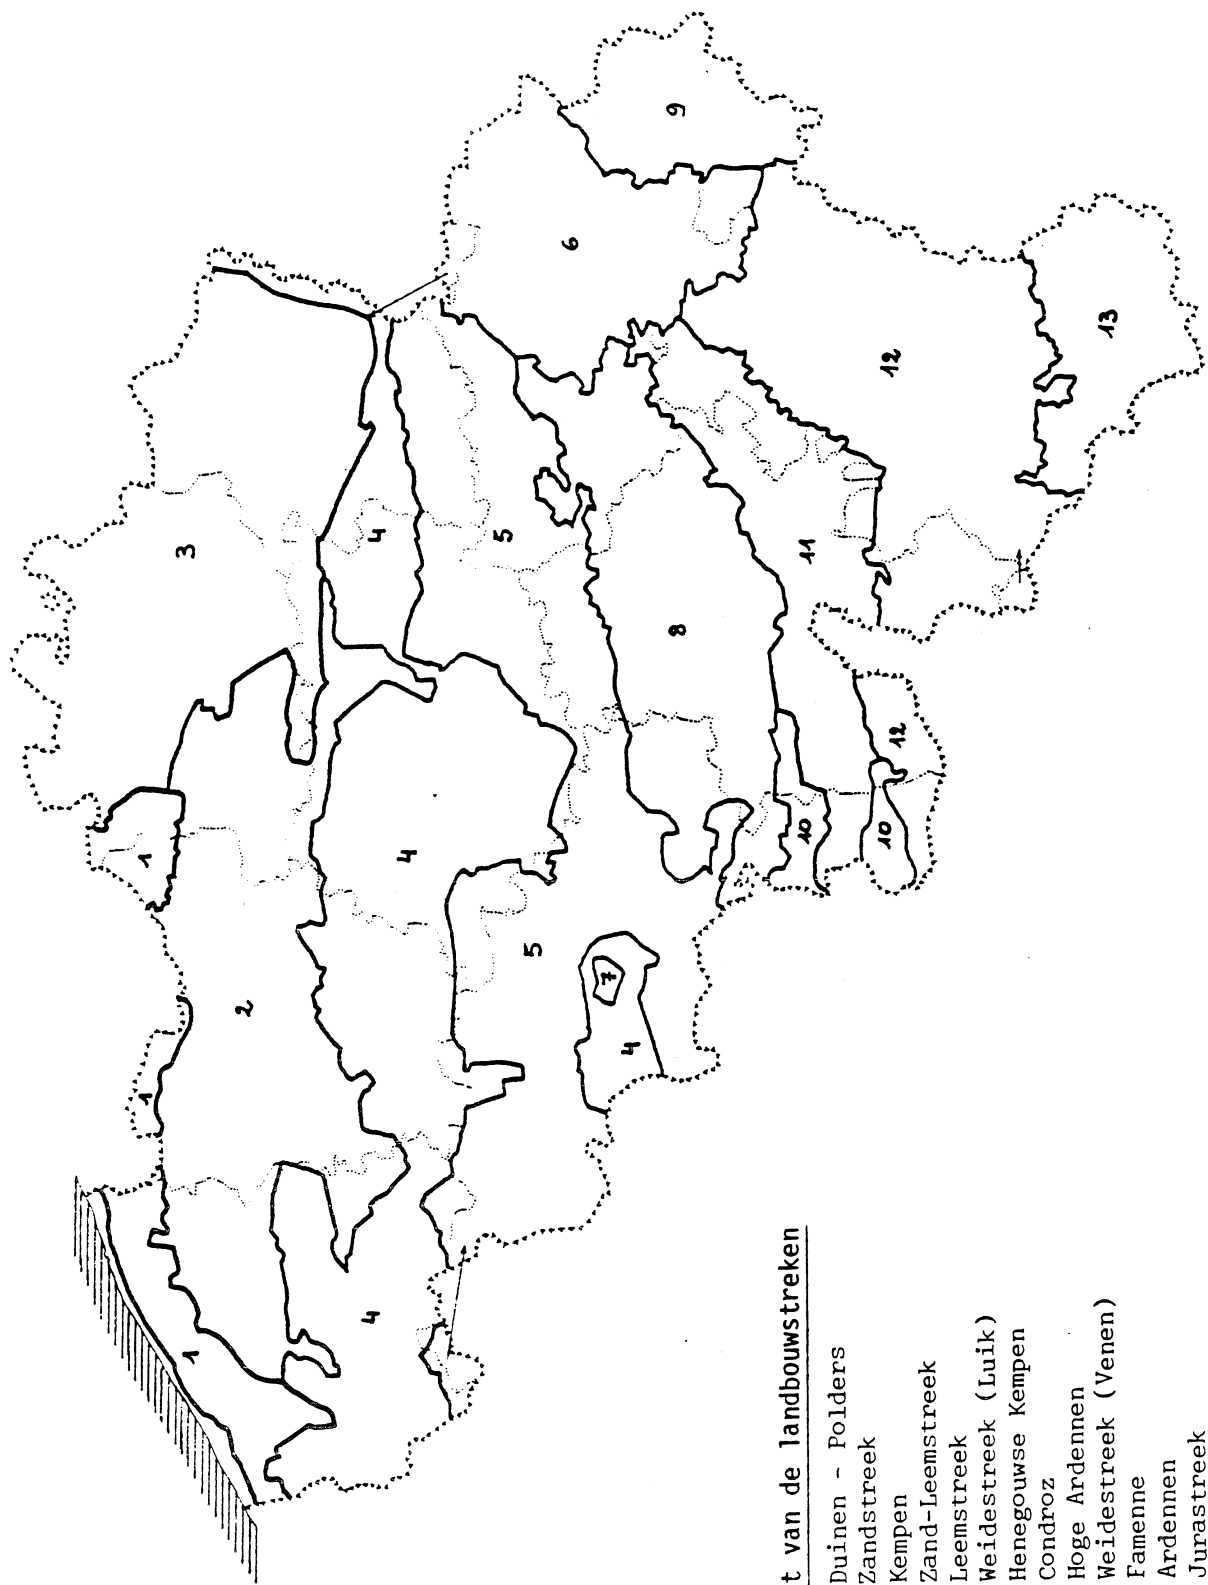 t van de landbouwstreken
Duinen - Polders
Zandstreek
Kempen
Zand-Leemstreek
Leemstreek
Weidestreek (Luik)
Henegouwse Kempen
Condroz
Hoge Ardennen
Weidestreek (Venen)
Famenne
Ardennen
Jurastreek
1
1
1
2
3
4
4
4
4
5
5
6
7
8
9
10
10
11
12
12
13